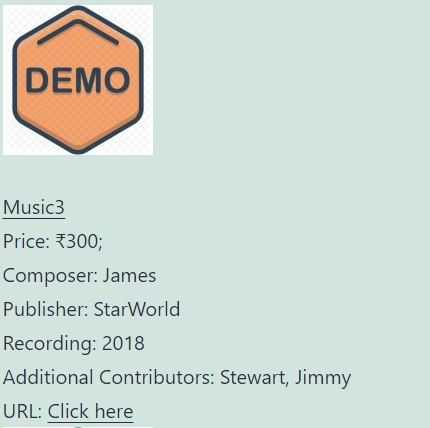 DEMO
Music3
Price: ₹300;
Composer: James
Publisher: StarWorld
Recording: 2018
Additional Contributors: Stewart, Jimmy
URL: Click here